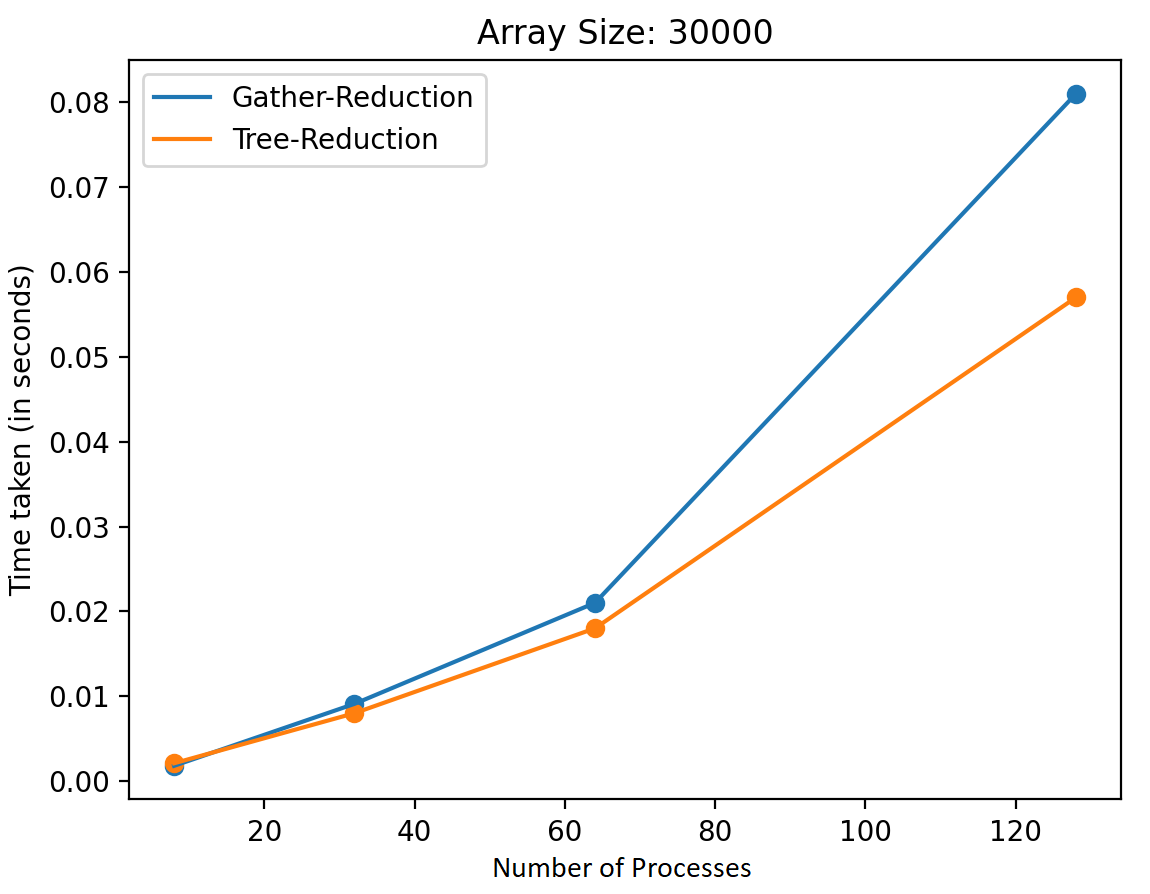 Array Size: 30000
Gather-Reduction
Tree-Reduction
0.08
0.07
0.06
0.05
0.04
0.03
0.02
0.01
0.00
Time taken (in seconds)
20 40 60 80 100 120
Number of Processes